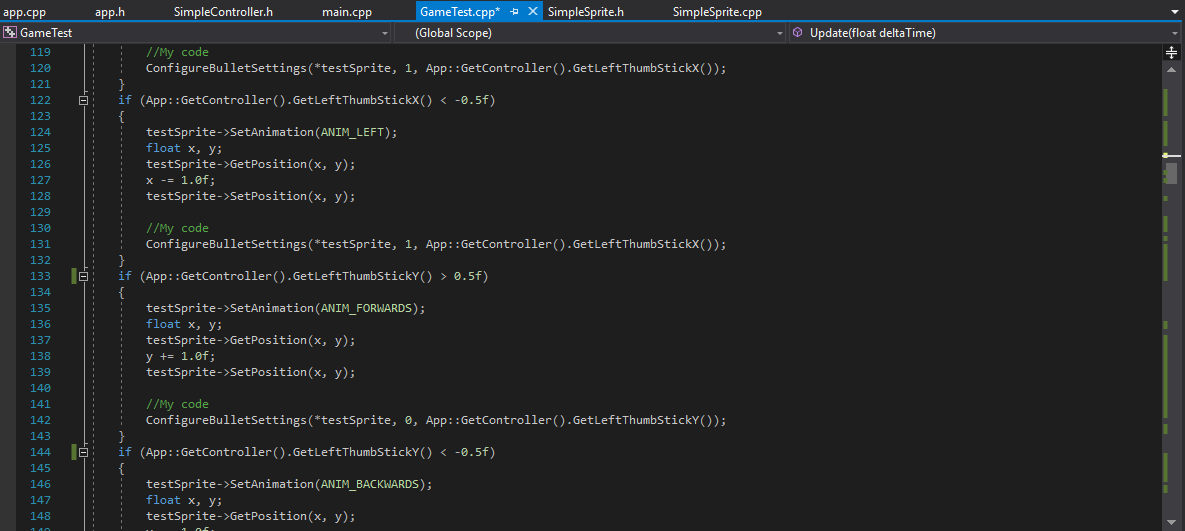 app.cpp app.h SimpleController.h main.cpp GameTest.cpp* SimpleSprite.h SimpleSprite.cpp
GameTest (Global Scope) Update(float deltaTime)
119 //My code
120 ConfigureBulletSettings(*testSprite, 1, App::GetController().GetLeftThumbStickX());
121 }
122 if (App::GetController().GetLeftThumbStickX() < -0.5f)
123 {
124 testSprite->SetAnimation(ANIM_LEFT);
125 float x, y;
126 testSprite->GetPosition(x, y);
127 x -= 1.0f;
128 testSprite->SetPosition(x, y);
129
130 //My code
131 ConfigureBulletSettings(*testSprite, 1, App::GetController().GetLeftThumbStickX());
132 }
133 if (App::GetController().GetLeftThumbStickY() > 0.5f)
134 {
135 testSprite->SetAnimation(ANIM_FORWARDS);
136 float x, y;
137 testSprite->GetPosition(x, y);
138 y += 1.0f;
139 testSprite->SetPosition(x, y);
140
141 //My code
142 ConfigureBulletSettings(*testSprite, 0, App::GetController().GetLeftThumbStickY());
143 }
144 if (App::GetController().GetLeftThumbStickY() < -0.5f)
145 {
146 testSprite->SetAnimation(ANIM_BACKWARDS);
147 float x, y;
148 testSprite->GetPosition(x, y);